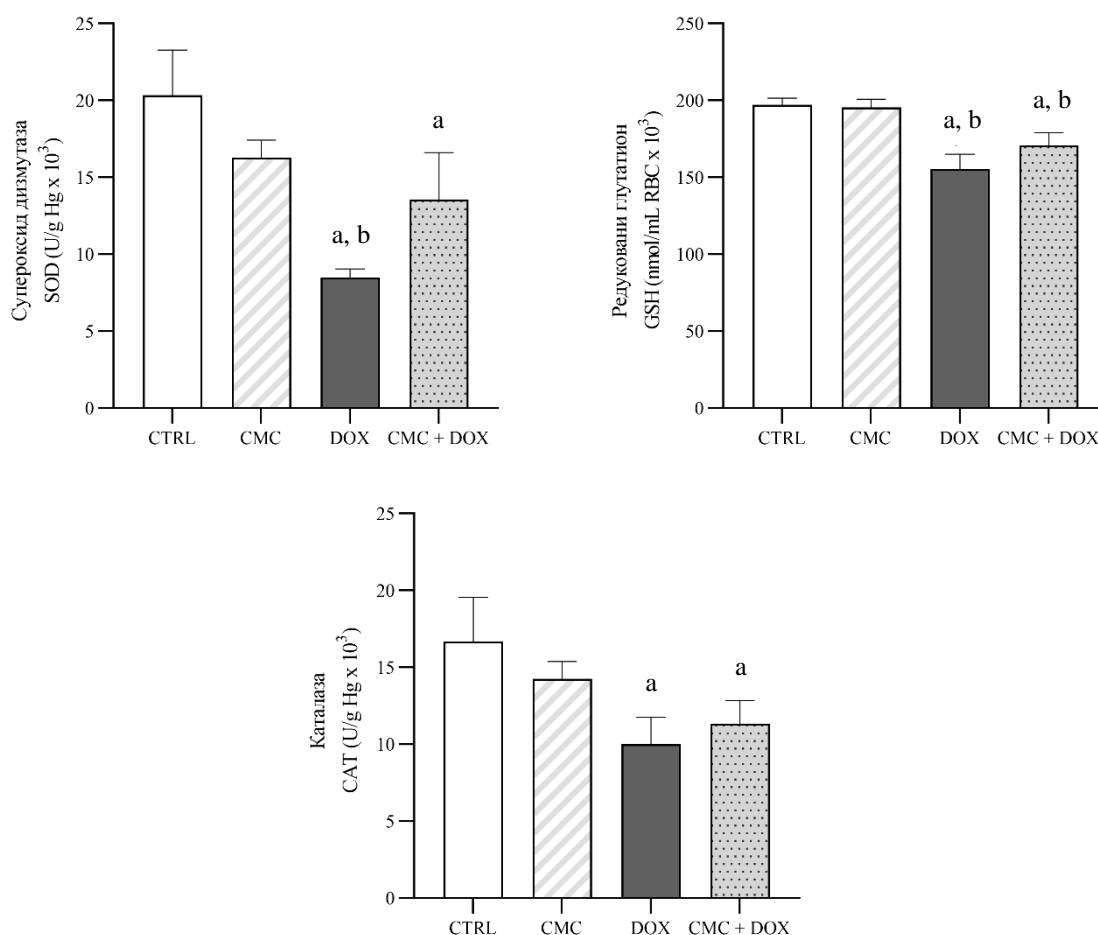 Супероксид дизмутаза
SOD (U/g Hg x 10³)
25
20
15
10
5
0
a, b
a
CTRL CMC DOX CMC + DOX
Редуковани глутатион
GSH (nmol/mL RBC x 10³)
250
200
150
100
50
0
a, b
a, b
CTRL CMC DOX CMC + DOX
Каталаза
CAT (U/g Hg x 10³)
25
20
15
10
5
0
a
a
CTRL CMC DOX CMC + DOX